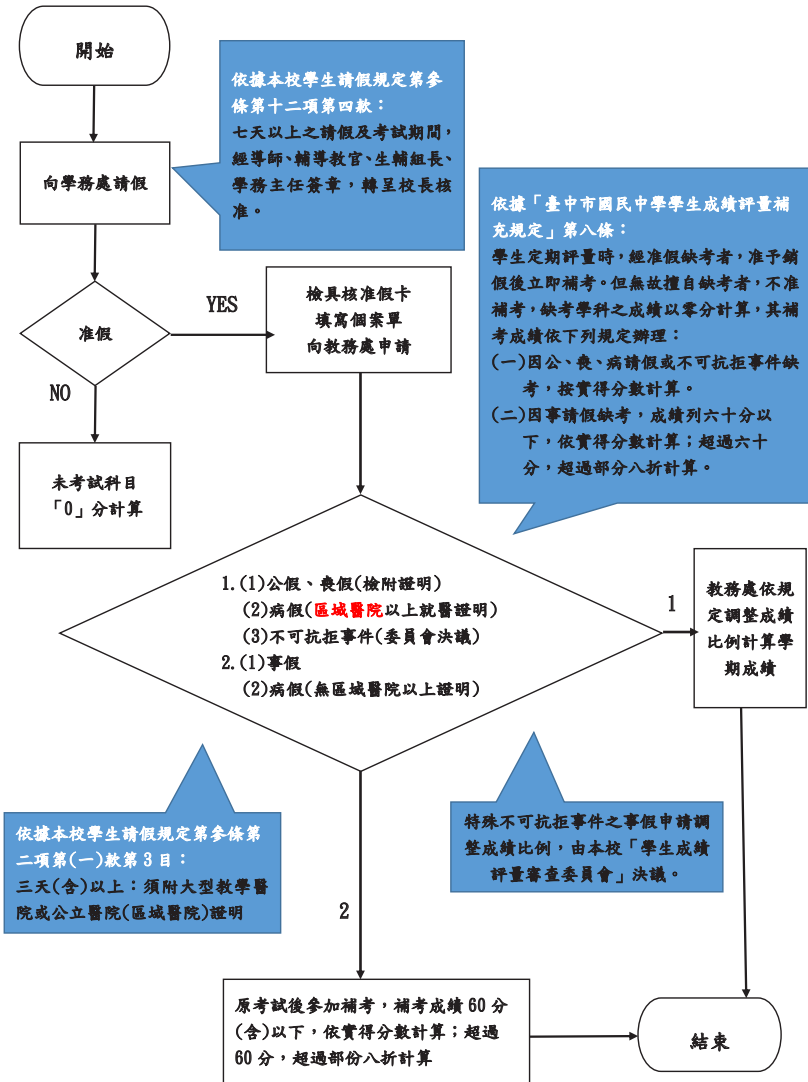 開始
依據本校學生請假規定第參
條第十二項第四款：
七天以上之請假及考試期間，
經導師、輔導教官、生輔組長、
學務主任簽章，轉呈校長核
准。
向學務處請假
依據「臺中市國民中學學生成績評量補
充規定」第八條：
學生定期評量時，經准假缺考者，准予銷
假後立即補考。但無故擅自缺考者，不准
補考，缺考學科之成績以零分計算，其補
考成績依下列規定辦理：
(一)因公、喪、病請假或不可抗拒事件缺
考，按實得分數計算。
(二)因事請假缺考，成績列六十分以
下，依實得分數計算；超過六十
分，超過部分八折計算。
准假
YES
檢具核准假卡
填寫個案單
向教務處申請
NO
未考試科目
「0」分計算
1.(1)公假、喪假(檢附證明)
(2)病假(區域醫院以上就醫證明)
(3)不可抗拒事件(委員會決議)
2.(1)事假
(2)病假(無區域醫院以上證明)
1
教務處依規
定調整成績
比例計算學
期成績
依據本校學生請假規定第參條第
二項第(一)款第3目：
三天(含)以上：須附大型教學醫
院或公立醫院(區域醫院)證明
特殊不可抗拒事件之事假申請調
整成績比例，由本校「學生成績
評量審查委員會」決議。
2
原考試後參加補考，補考成績60分
(含)以下，依實得分數計算；超過
60分，超過部份八折計算
結束